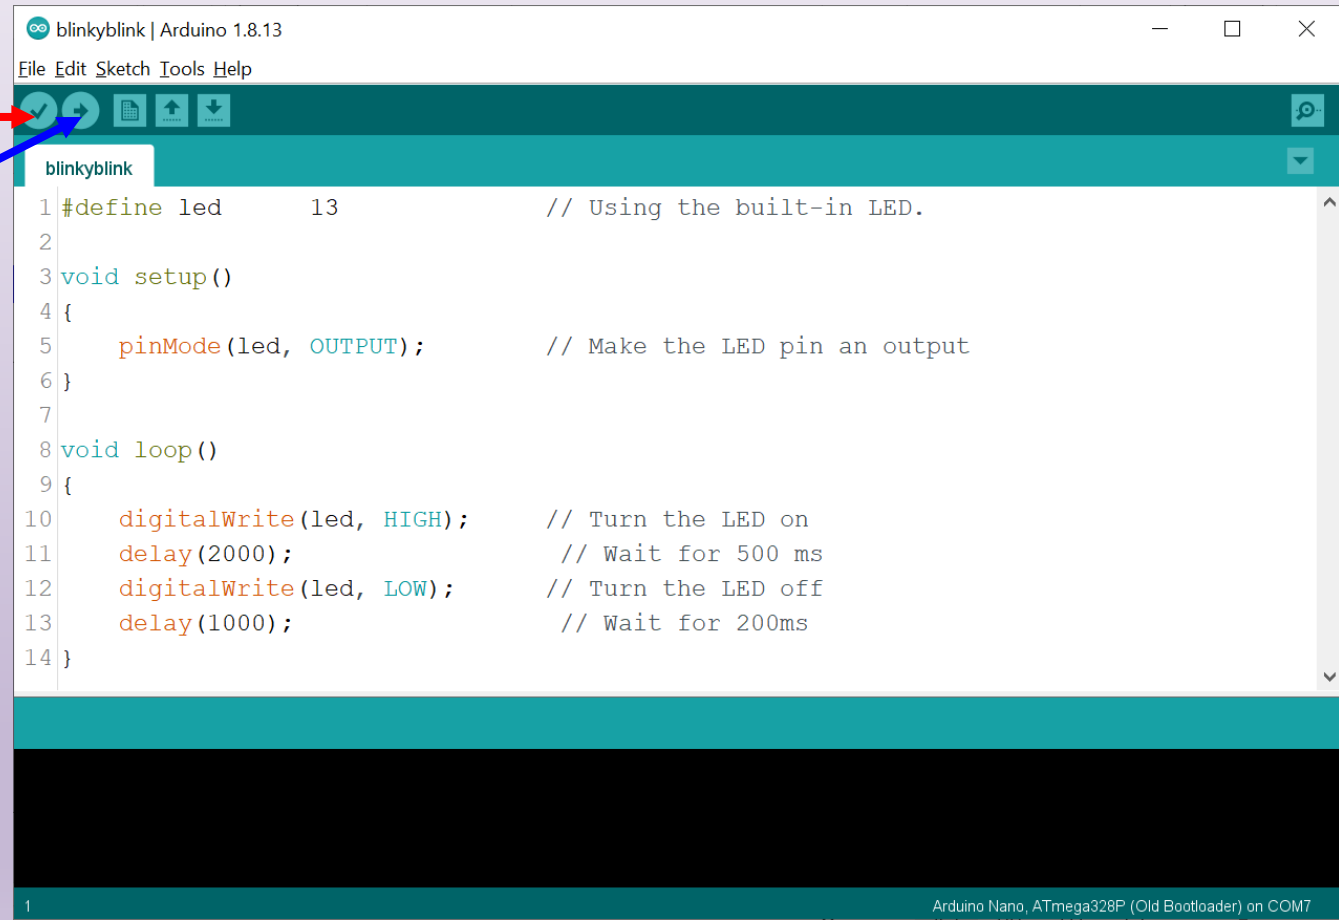 blinkyblink | Arduino 1.8.13
File Edit Sketch Tools Help
blinkyblink
1 #define led      13              // Using the built-in LED.
2
3 void setup()
4 {
5     pinMode(led, OUTPUT);        // Make the LED pin an output
6 }
7
8 void loop()
9 {
10     digitalWrite(led, HIGH);     // Turn the LED on
11     delay(2000);                  // Wait for 500 ms
12     digitalWrite(led, LOW);      // Turn the LED off
13     delay(1000);                  // Wait for 200ms
14 }
1 Arduino Nano, ATmega328P (Old Bootloader) on COM7